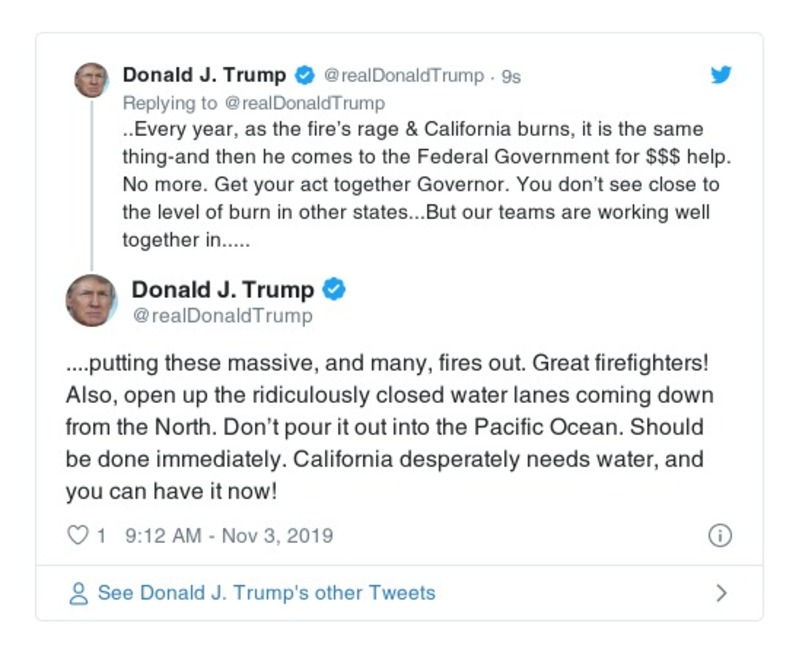 Donald J. Trump @realDonaldTrump · 9s
Replying to @realDonaldTrump
..Every year, as the fire’s rage & California burns, it is the same
thing-and then he comes to the Federal Government for $$$ help.
No more. Get your act together Governor. You don’t see close to
the level of burn in other states...But our teams are working well
together in.....
Donald J. Trump
@realDonaldTrump
....putting these massive, and many, fires out. Great firefighters!
Also, open up the ridiculously closed water lanes coming down
from the North. Don’t pour it out into the Pacific Ocean. Should
be done immediately. California desperately needs water, and
you can have it now!
1 9:12 AM - Nov 3, 2019
See Donald J. Trump's other Tweets